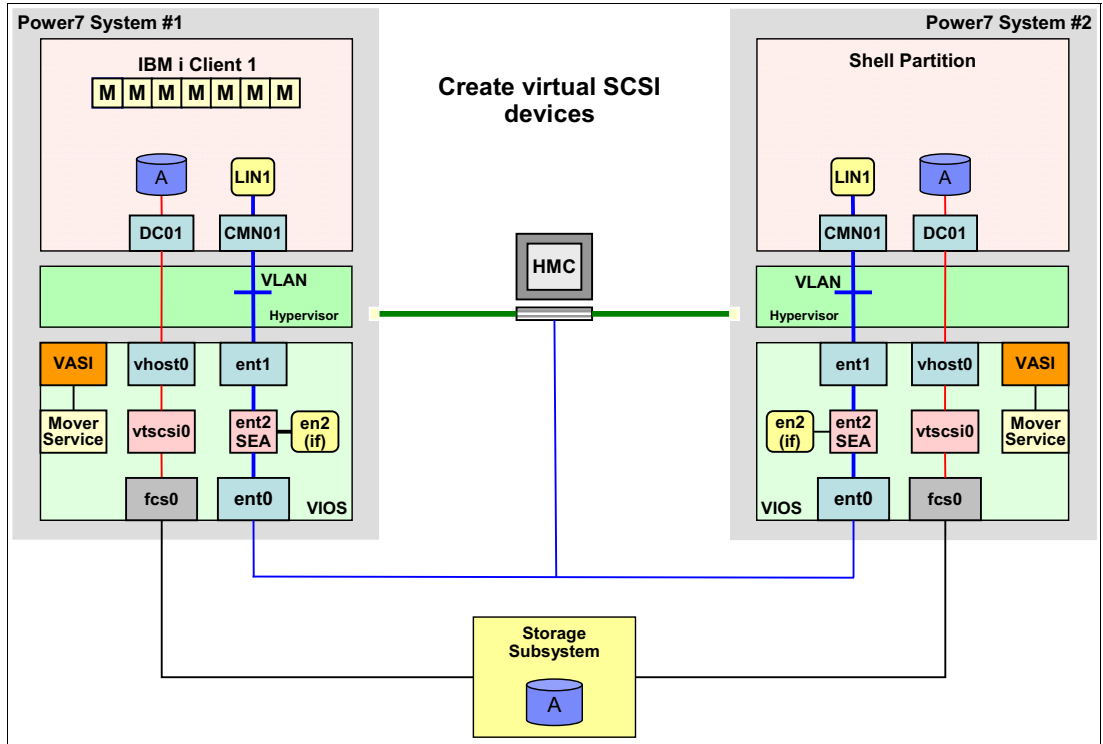 Power7 System #1
IBM i Client 1
M M M M M M M
A
LIN1
DC01
CMN01
VLAN
Hypervisor
VASI
vhost0
ent1
Mover
Service
vtscsi0
ent2
SEA
en2
(if)
fcs0
ent0
VIOS
Create virtual SCSI
devices
HMC
Power7 System #2
Shell Partition
LIN1
A
CMN01
DC01
VLAN
Hypervisor
ent1
vhost0
VASI
en2
(if)
ent2
SEA
vtscsi0
Mover
Service
VIOS
ent0
fcs0
Storage
Subsystem
A